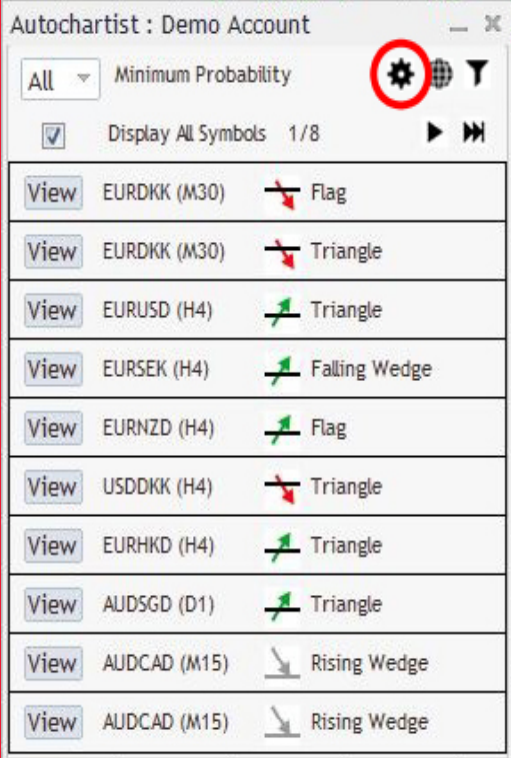 Autochartist : Demo Account
All Minimum Probability
Display All Symbols 1/8
View EURDKK (M30) Flag
View EURDKK (M30) Triangle
View EURUSD (H4) Triangle
View EURSEK (H4) Falling Wedge
View EURNZD (H4) Flag
View USDDKK (H4) Triangle
View EURHKD (H4) Triangle
View AUDSGD (D1) Triangle
View AUDCAD (M15) Rising Wedge
View AUDCAD (M15) Rising Wedge